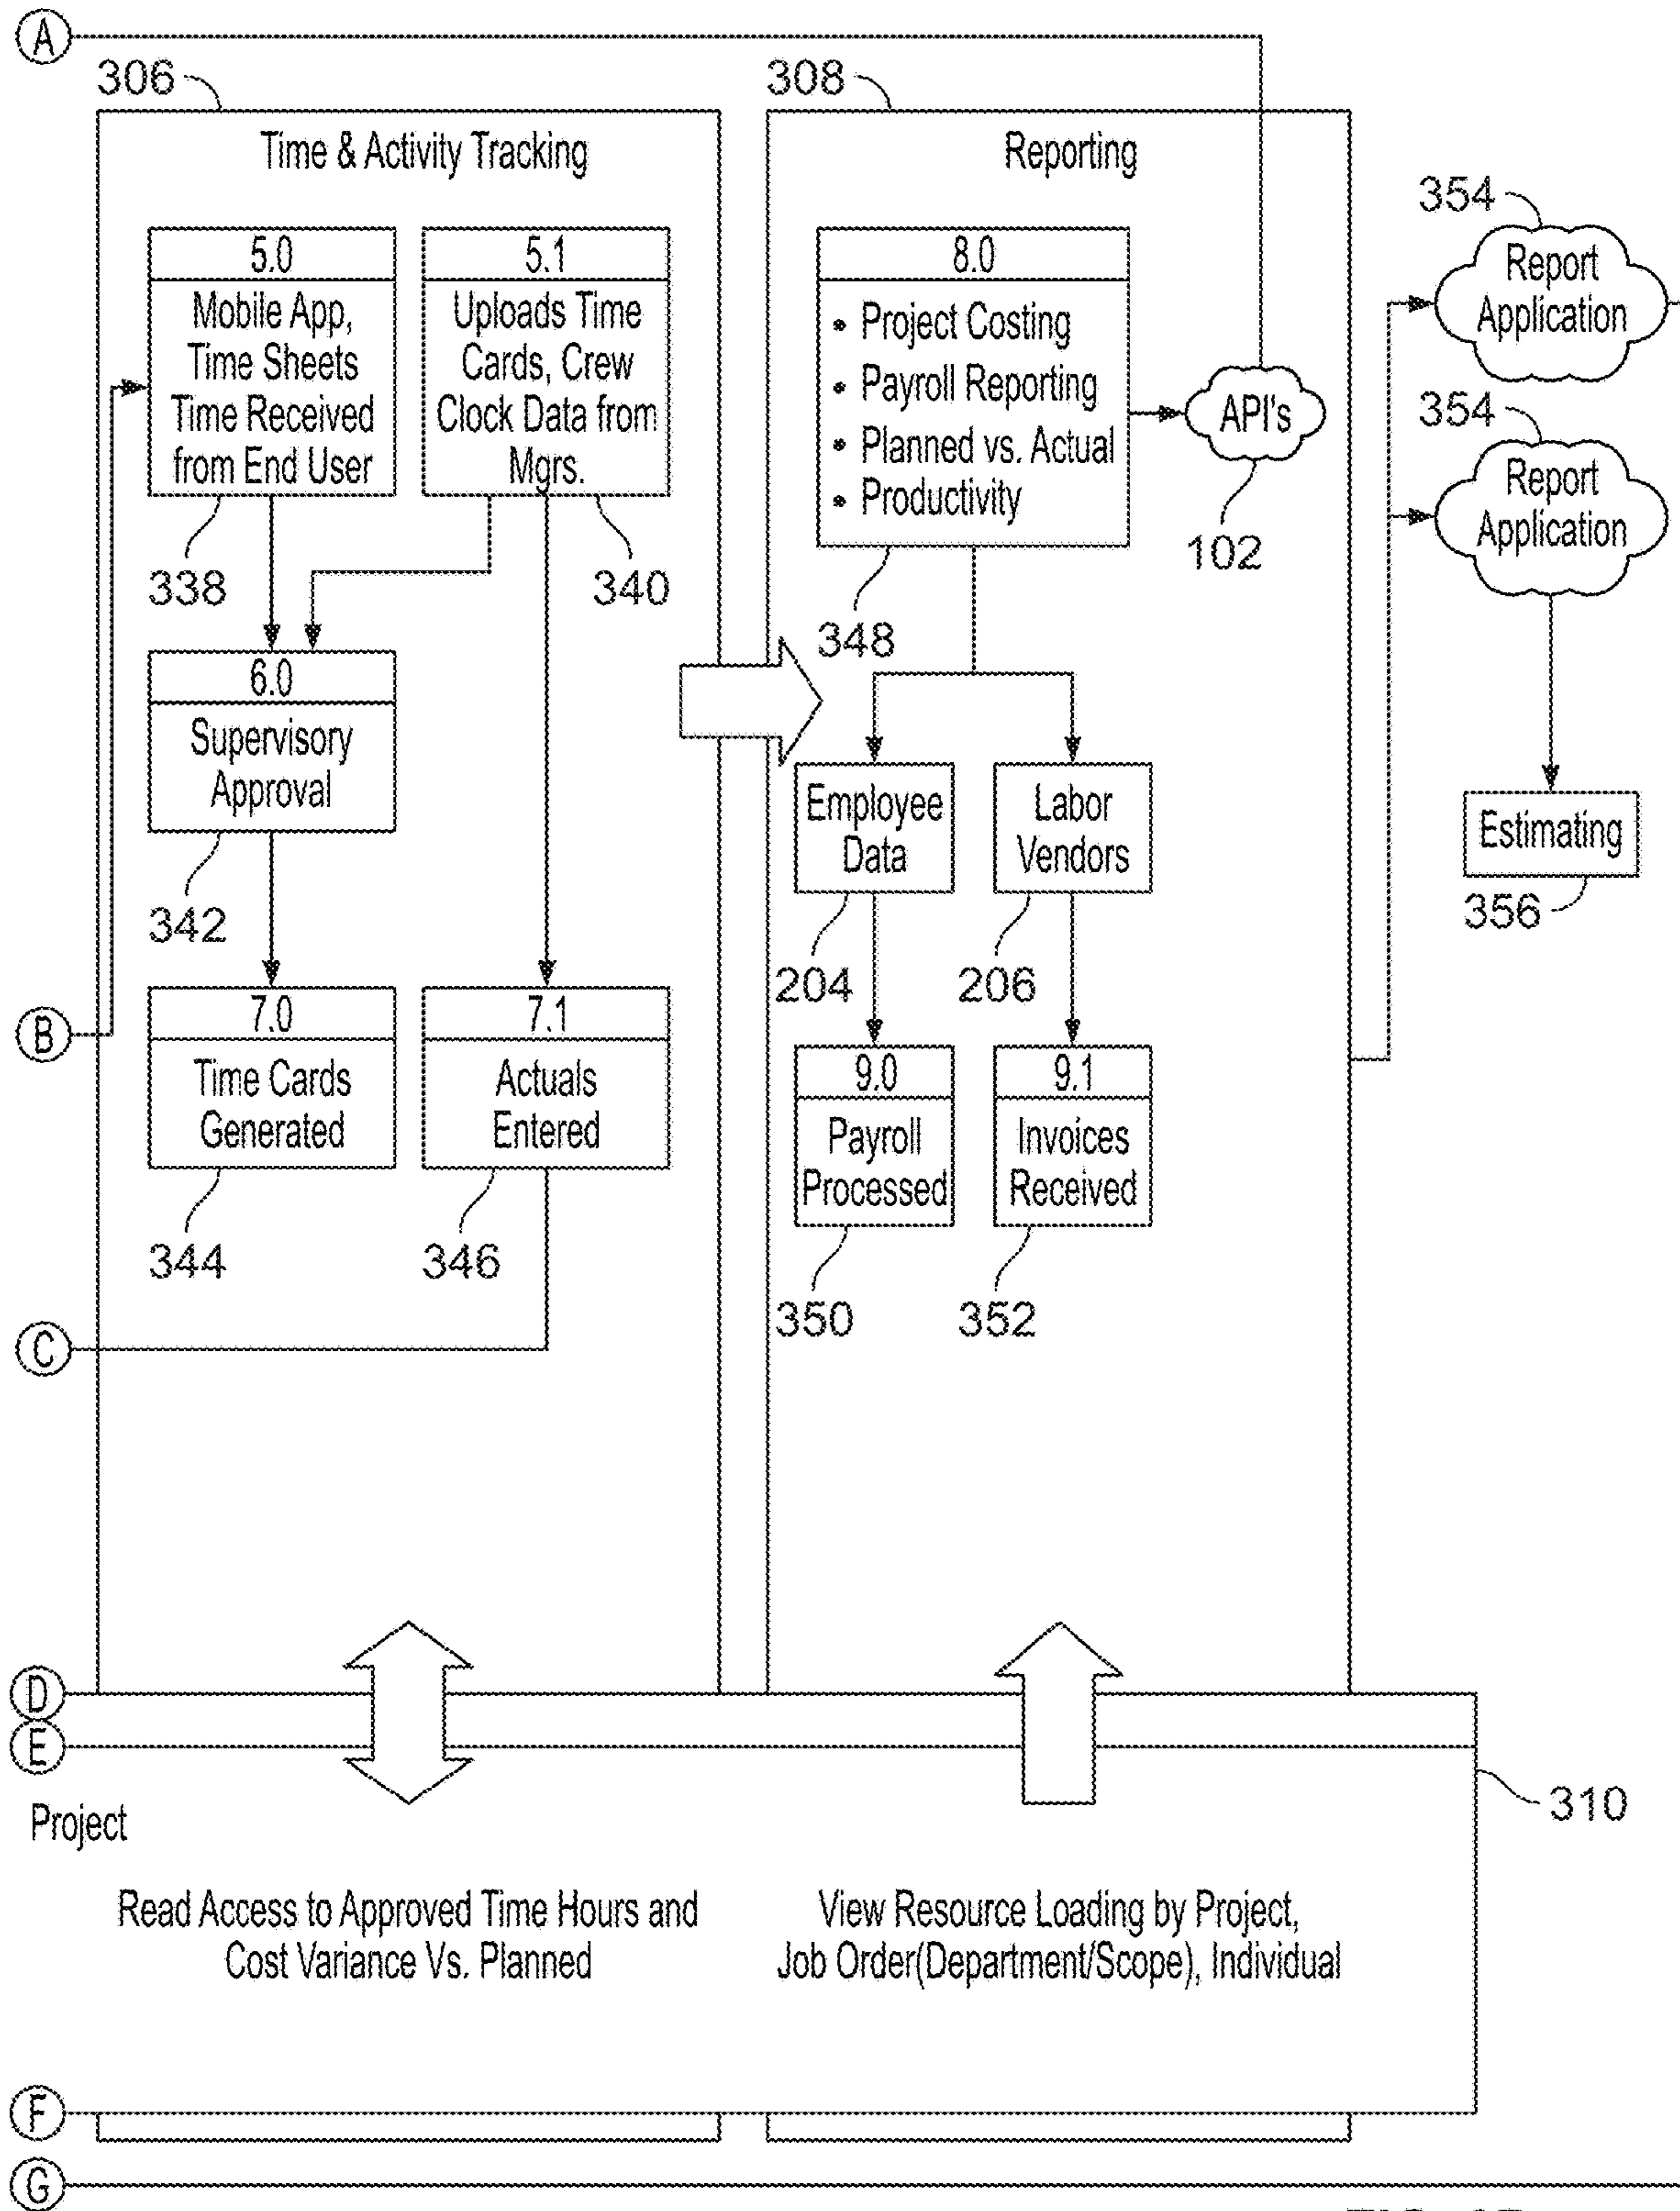 A
306
308
Time & Activity Tracking
Reporting
5.0
Mobile App,
Time Sheets
Time Received
from End User
338
5.1
Uploads Time
Cards, Crew
Clock Data from
Mgrs.
340
6.0
Supervisory
Approval
342
B
7.0
Time Cards
Generated
344
7.1
Actuals
Entered
346
C
8.0
• Project Costing
• Payroll Reporting
• Planned vs. Actual
• Productivity
348
API's
102
Employee
Data
204
Labor
Vendors
206
9.0
Payroll
Processed
350
9.1
Invoices
Received
352
354
Report
Application
354
Report
Application
Estimating
356
D
E
310
Project
Read Access to Approved Time Hours and
Cost Variance Vs. Planned
View Resource Loading by Project,
Job Order(Department/Scope), Individual
F
G